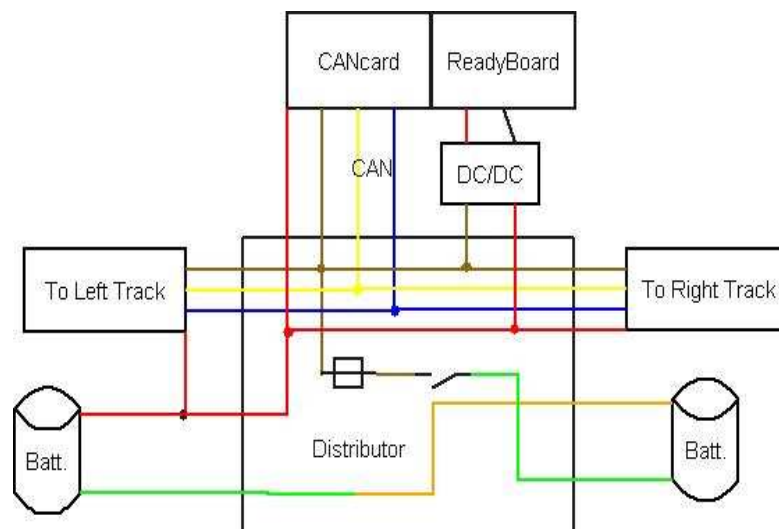 CANcard
ReadyBoard
CAN
DC/DC
To Left Track
To Right Track
Batt.
Distributor
Batt.